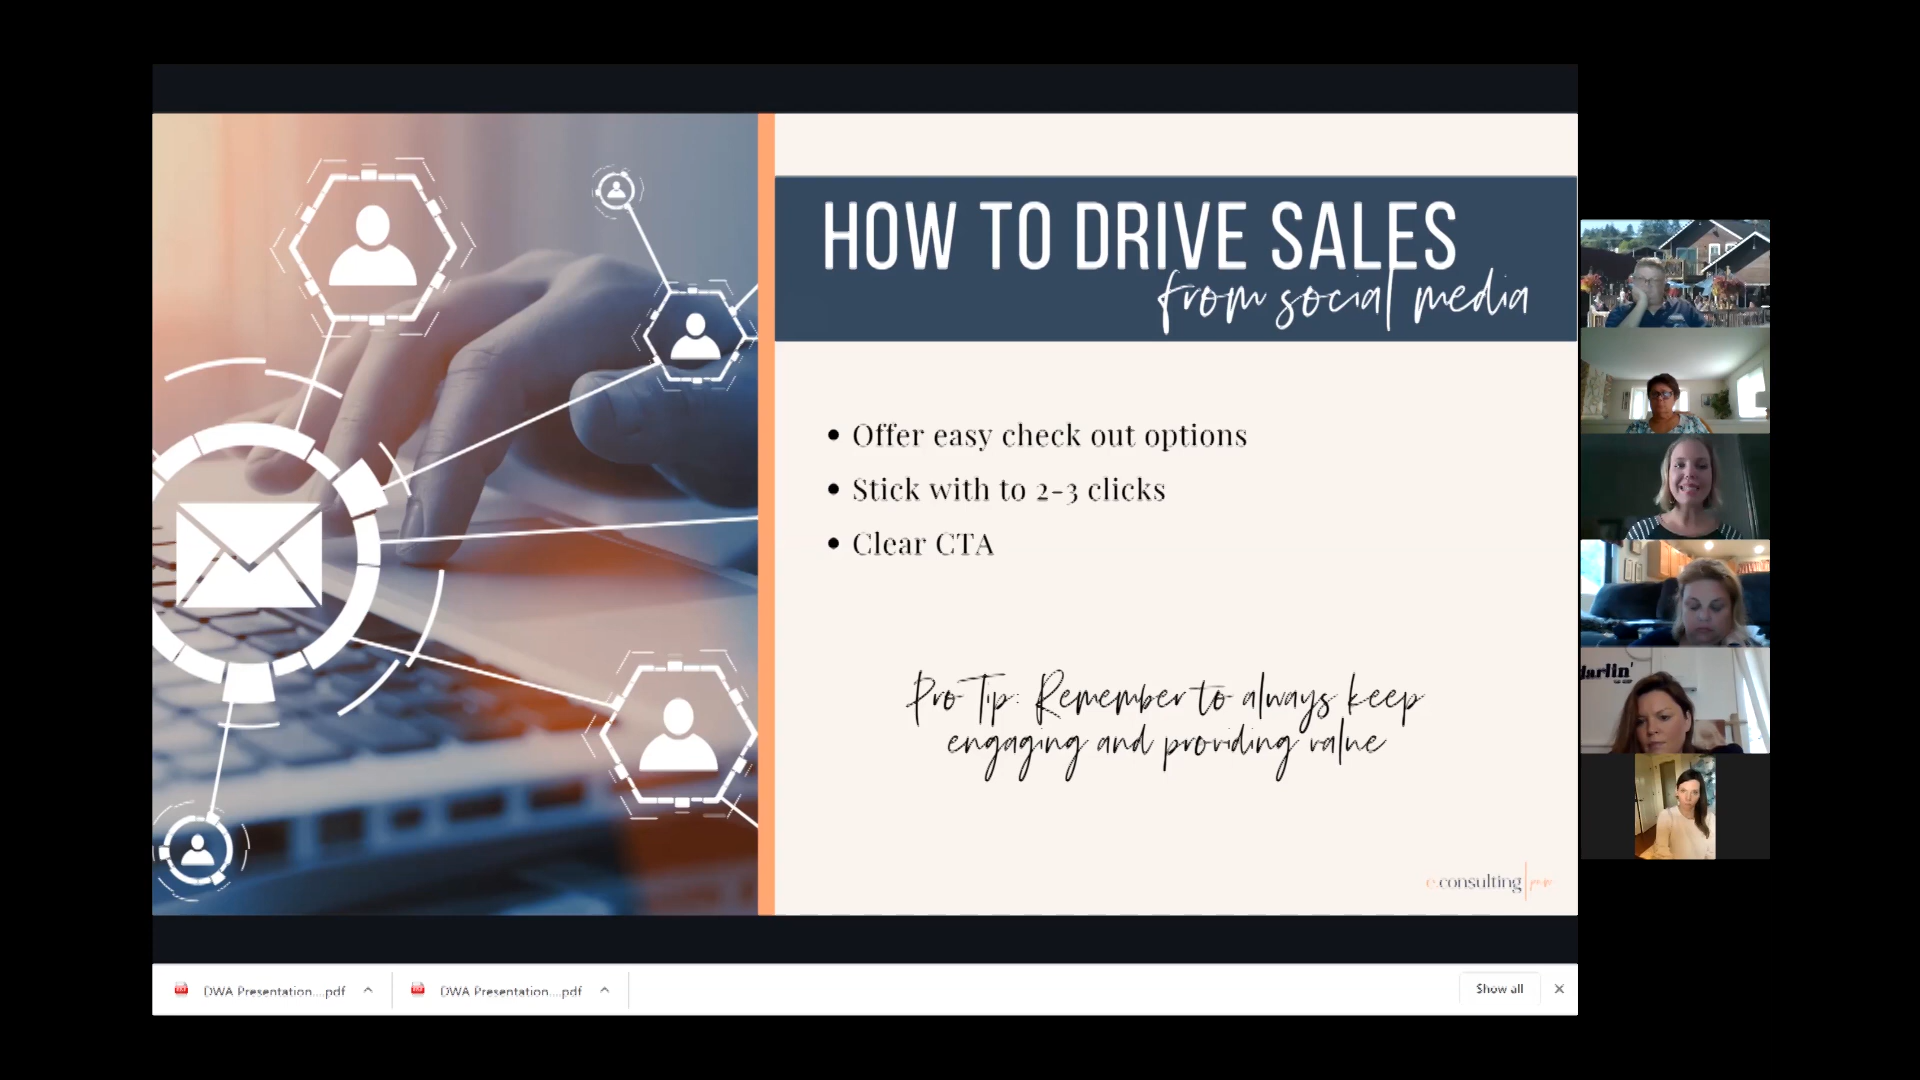 HOW TO DRIVE SALES
from social media
• Offer easy check out options
• Stick with to 2-3 clicks
• Clear CTA
Pro Tip: Remember to always keep
engaging and providing value
e.consulting
darlin'
DWA Presentation....pdf
DWA Presentation....pdf
Show all